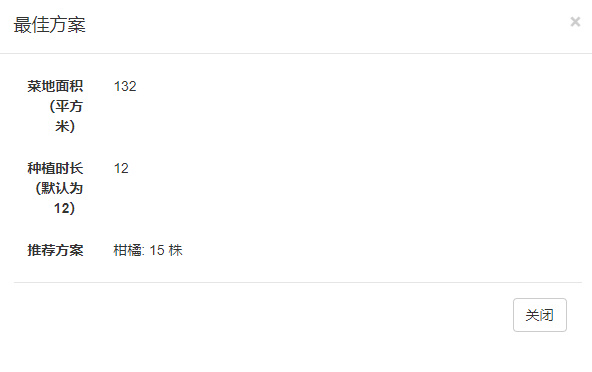 最佳方案
×
菜地面积
（平方
米）
132
种植时长
（默认为
12）
12
推荐方案
柑橘: 15 株
关闭